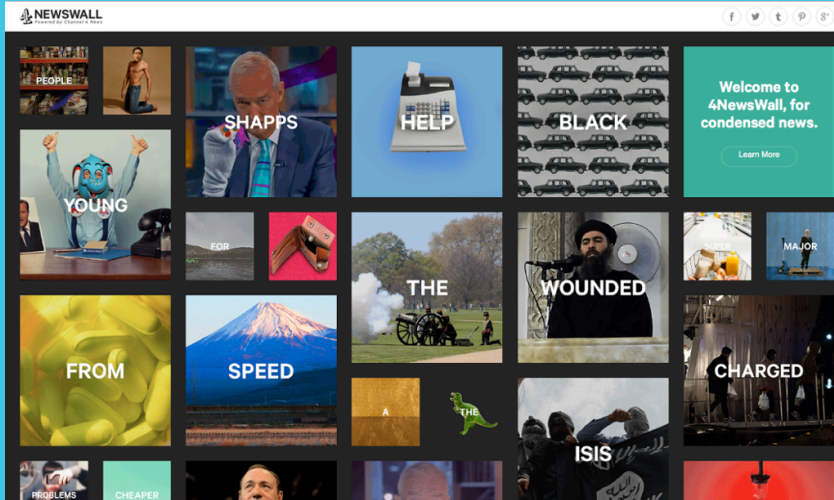 NEWSWALL
Powered by Channel 4 News
PEOPLE
SHAPPS
HELP
BLACK
Welcome to
4NewsWall, for
condensed news.
Learn More
YOUNG
FOR
THE
WOUNDED
SUPER
MAJOR
FROM
SPEED
CHARGED
A
THE
ISIS
PROBLEMS
CHEAPER